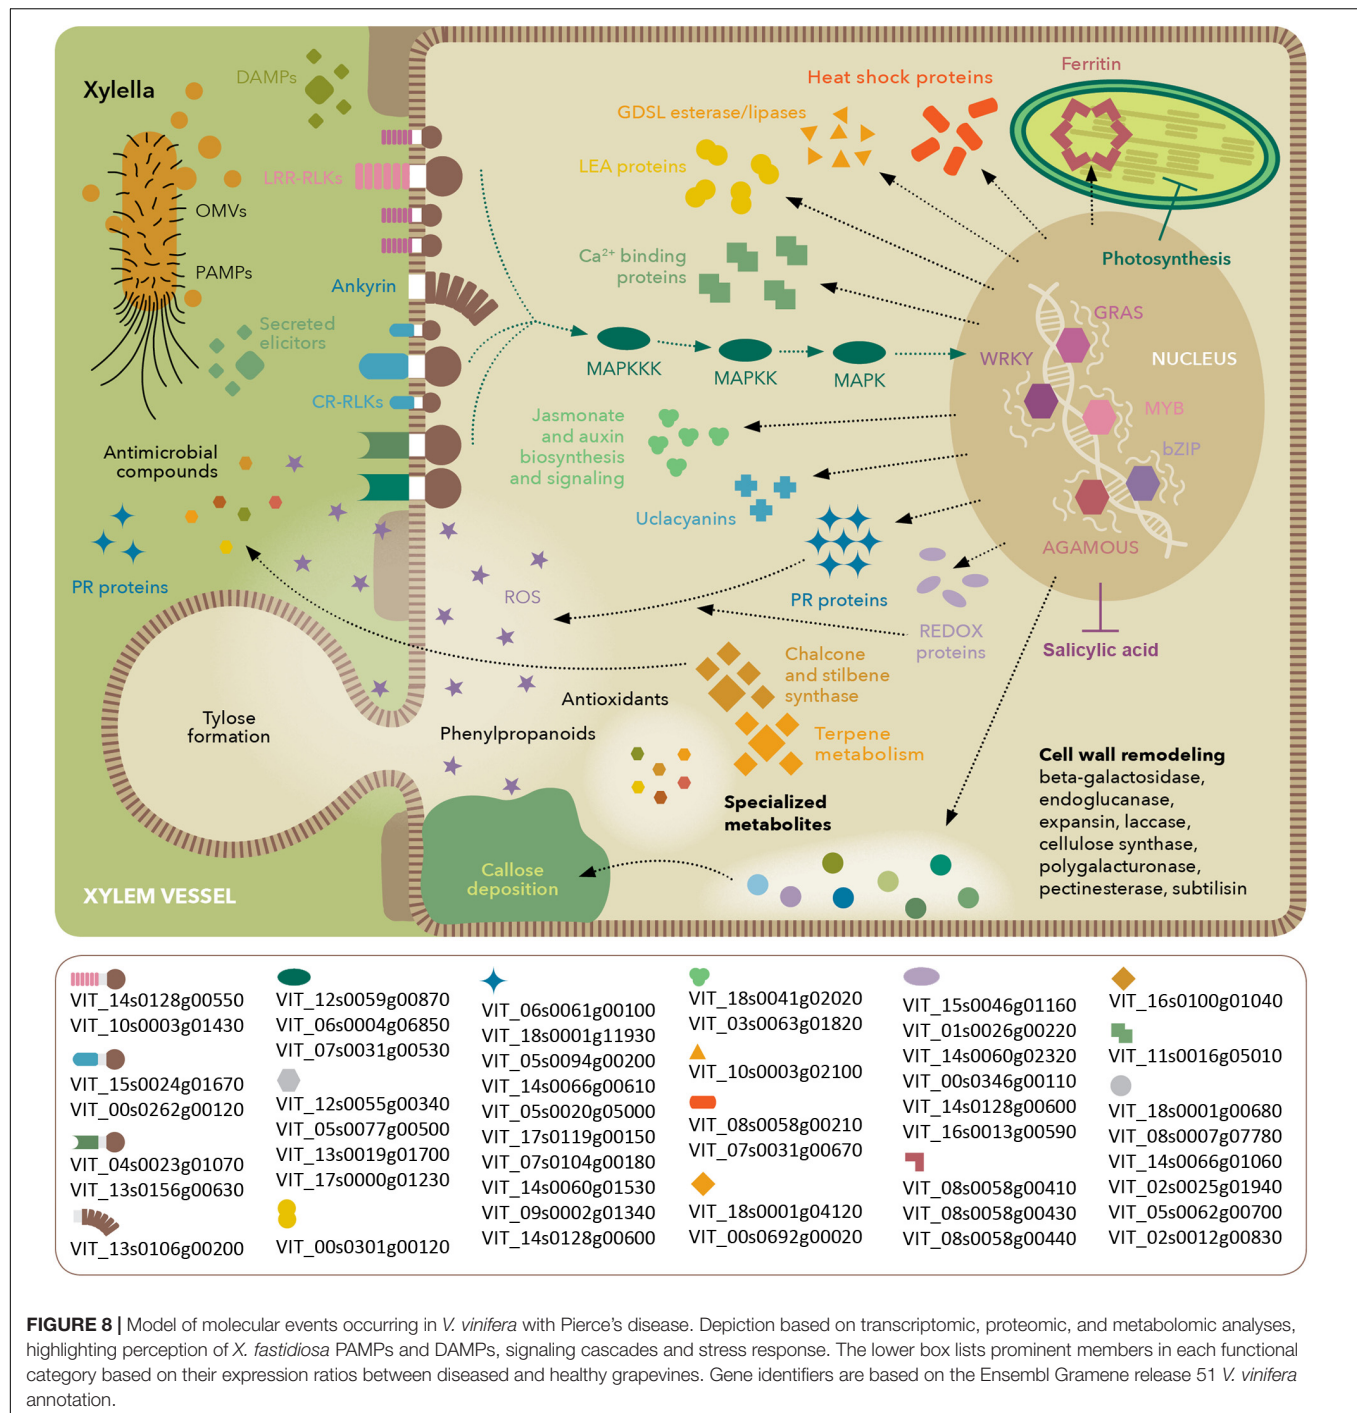 Xylella
DAMPs
LRR-RLKs
OMVs
PAMPs
Ankyrin
Secreted
elicitors
CR-RLKs
Antimicrobial
compounds
PR proteins
Tylose
formation
XYLEM VESSEL
Heat shock proteins
GDSL esterase/lipases
LEA proteins
Ca²⁺ binding
proteins
MAPKKK
MAPKK
MAPK
Jasmonate
and auxin
biosynthesis
and signaling
Uclacyanins
PR proteins
ROS
REDOX
proteins
Chalcone
and stilbene
synthase
Antioxidants
Phenylpropanoids
Terpene
metabolism
Specialized
metabolites
Callose
deposition
Ferritin
Photosynthesis
GRAS
WRKY
NUCLEUS
MYB
bZIP
AGAMOUS
Salicylic acid
Cell wall remodeling
beta-galactosidase,
endoglucanase,
expansin, laccase,
cellulose synthase,
polygalacturonase,
pectinesterase, subtilisin
VIT_14s0128g00550
VIT_10s0003g01430
VIT_15s0024g01670
VIT_00s0262g00120
VIT_04s0023g01070
VIT_13s0156g00630
VIT_13s0106g00200
VIT_12s0059g00870
VIT_06s0004g06850
VIT_07s0031g00530
VIT_12s0055g00340
VIT_05s0077g00500
VIT_13s0019g01700
VIT_17s0000g01230
VIT_00s0301g00120
VIT_06s0061g00100
VIT_18s0001g11930
VIT_05s0094g00200
VIT_14s0066g00610
VIT_05s0020g05000
VIT_17s0119g00150
VIT_07s0104g00180
VIT_14s0060g01530
VIT_09s0002g01340
VIT_14s0128g00600
VIT_18s0041g02020
VIT_03s0063g01820
VIT_10s0003g02100
VIT_08s0058g00210
VIT_07s0031g00670
VIT_18s0001g04120
VIT_00s0692g00020
VIT_15s0046g01160
VIT_01s0026g00220
VIT_14s0060g02320
VIT_00s0346g00110
VIT_14s0128g00600
VIT_16s0013g00590
VIT_08s0058g00410
VIT_08s0058g00430
VIT_08s0058g00440
VIT_16s0100g01040
VIT_11s0016g05010
VIT_18s0001g00680
VIT_08s0007g07780
VIT_14s0066g01060
VIT_02s0025g01940
VIT_05s0062g00700
VIT_02s0012g00830
FIGURE 8 | Model of molecular events occurring in V. vinifera with Pierce's disease. Depiction based on transcriptomic, proteomic, and metabolomic analyses,
highlighting perception of X. fastidiosa PAMPs and DAMPs, signaling cascades and stress response. The lower box lists prominent members in each functional
category based on their expression ratios between diseased and healthy grapevines. Gene identifiers are based on the Ensembl Gramene release 51 V. vinifera
annotation.